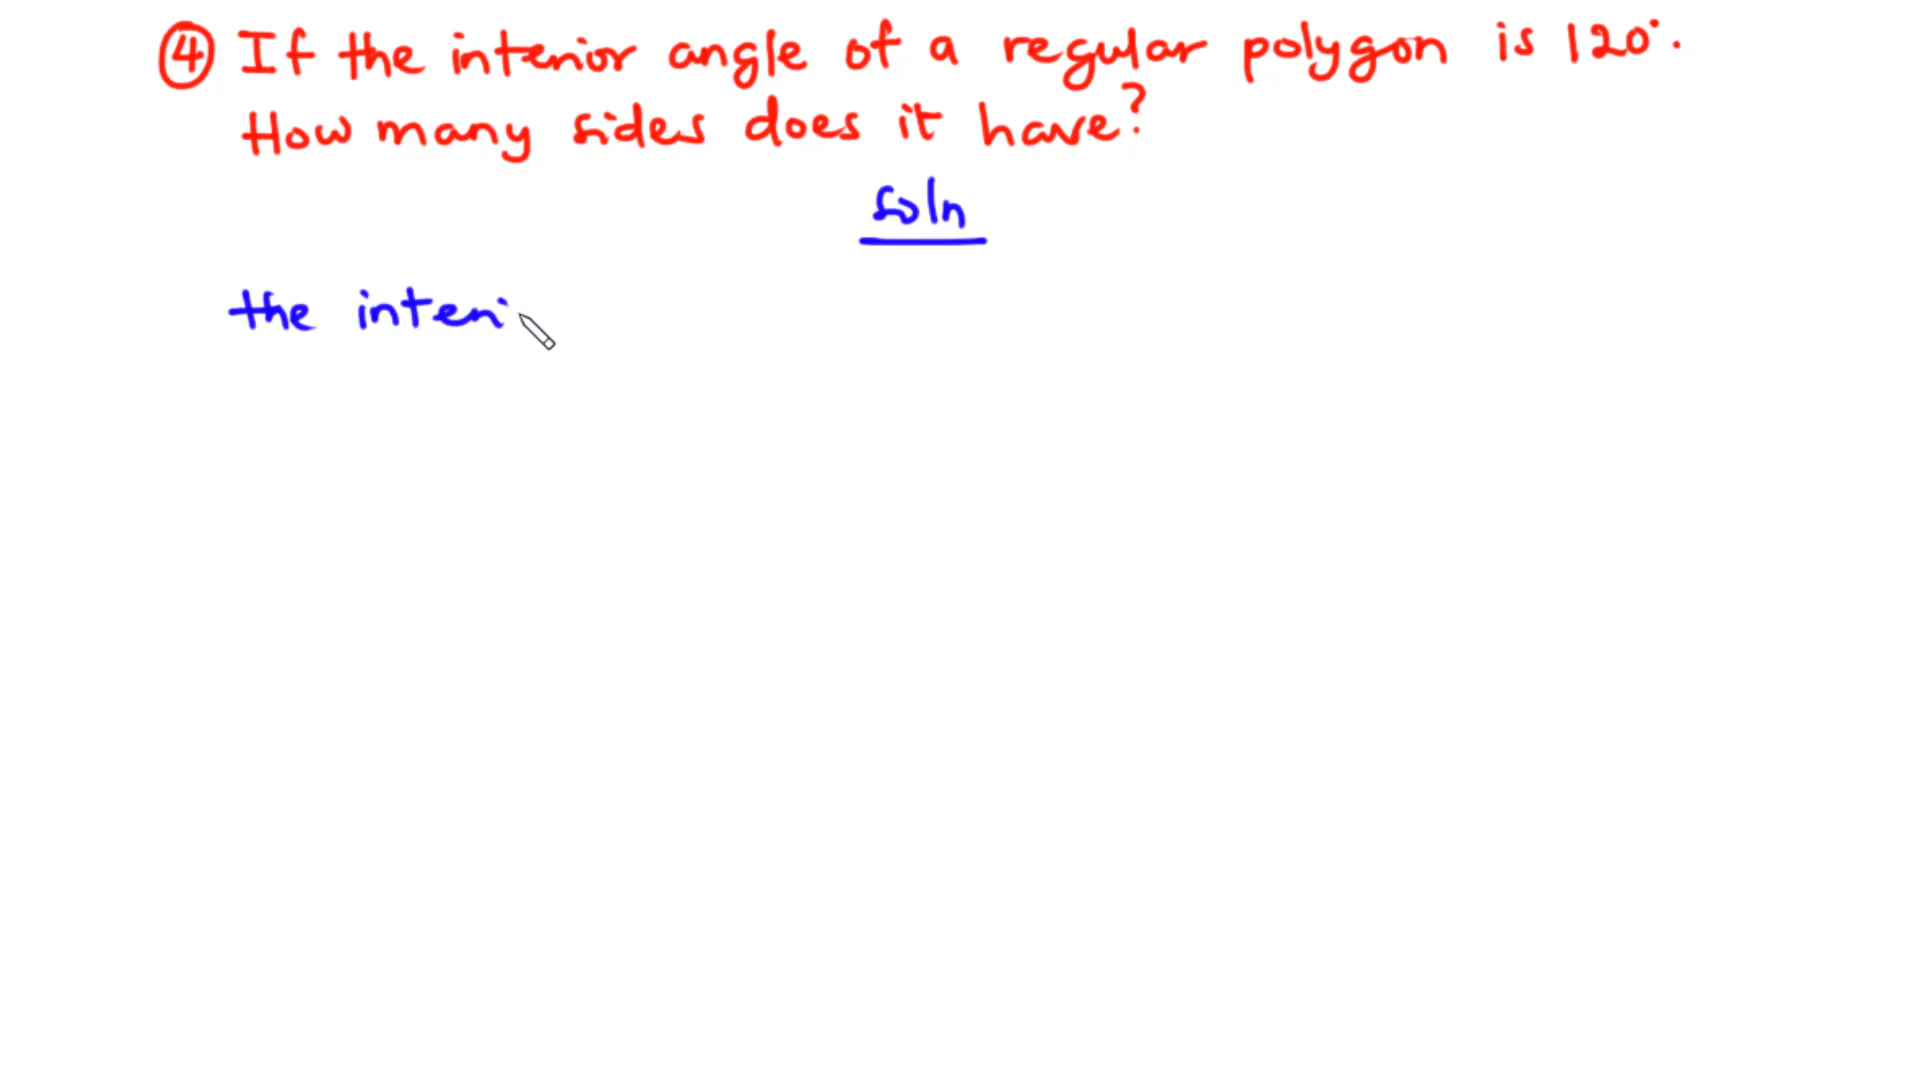 ④ If the interior angle of a regular polygon is 120°.
How many sides does it have?
soln
the interi